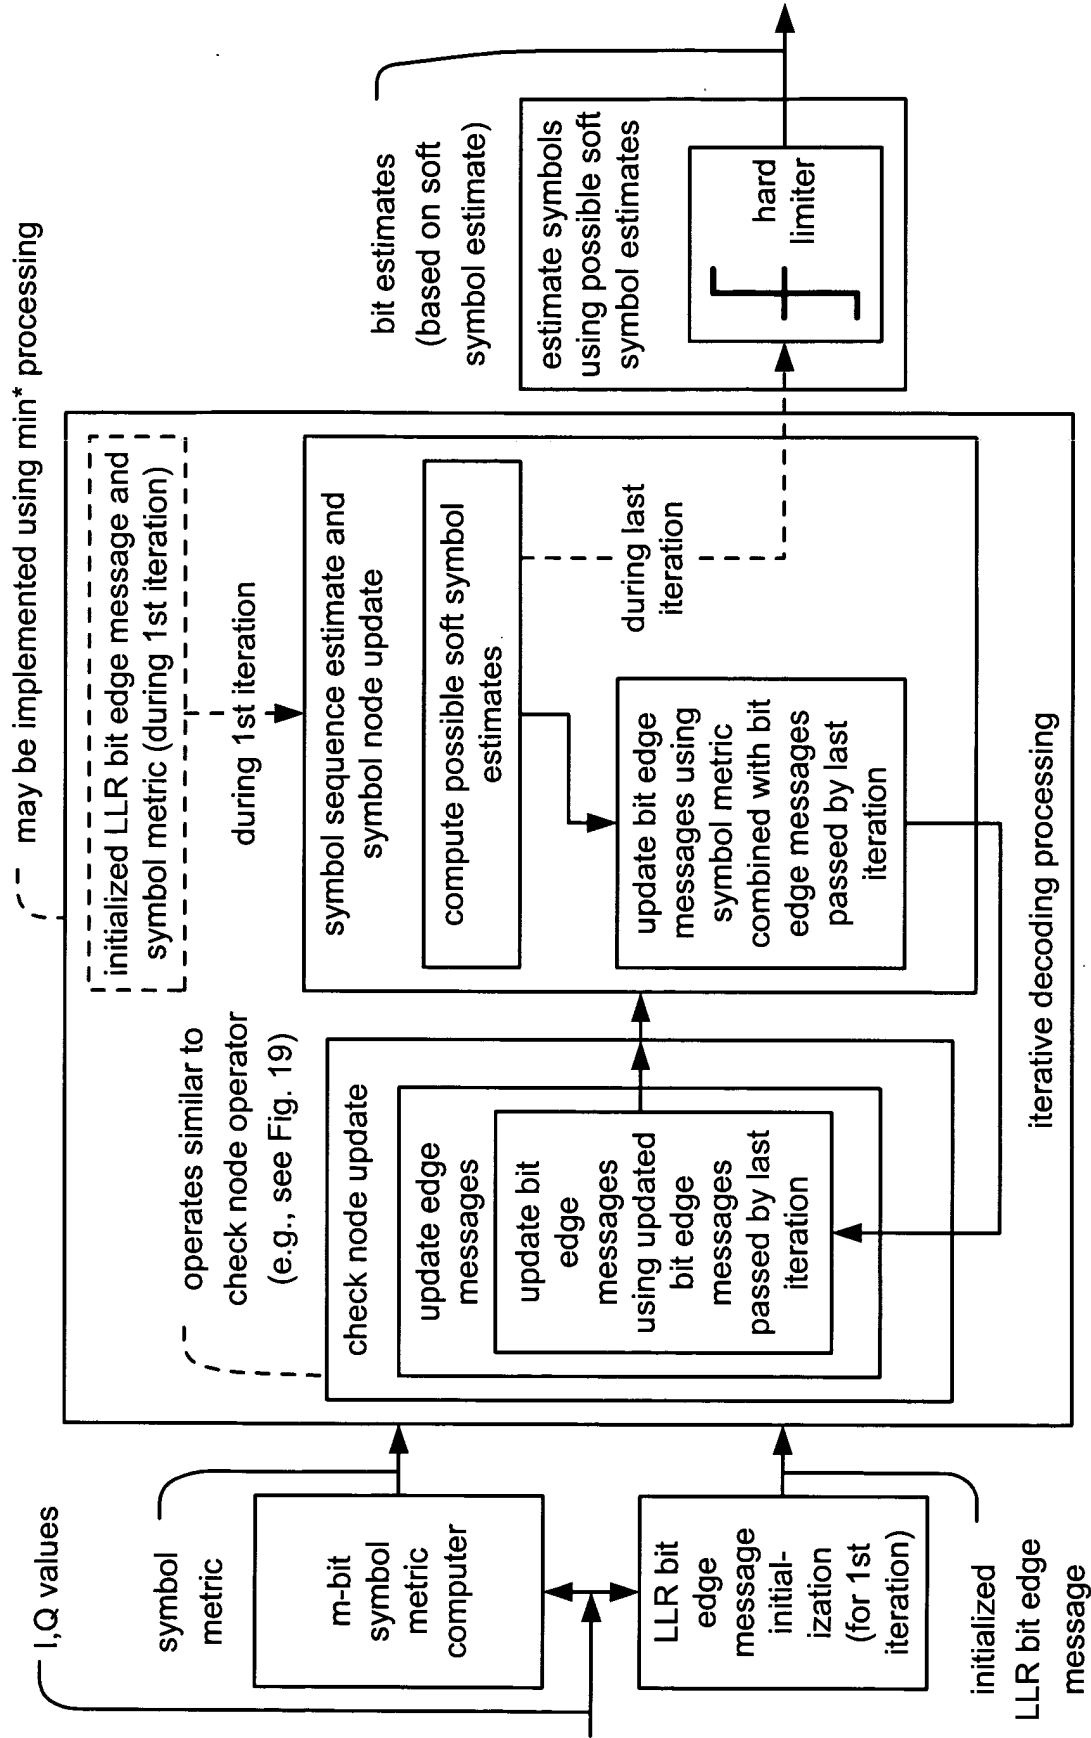 I,Q values
symbol
metric
m-bit
symbol
metric
computer
LLR bit
edge
message
initial-
ization
(for 1st
iteration)
initialized
LLR bit edge
message
may be implemented using min* processing
operates similar to
check node operator
(e.g., see Fig. 19)
check node update
update edge
messages
update bit
edge
messages
using updated
bit edge
messages
passed by last
iteration
initialized LLR bit edge message and
symbol metric (during 1st iteration)
during 1st iteration
symbol sequence estimate and
symbol node update
compute possible soft symbol
estimates
update bit edge
messages using
symbol metric
combined with bit
edge messages
passed by last
iteration
during last
iteration
iterative decoding processing
bit estimates
(based on soft
symbol estimate)
estimate symbols
using possible soft
symbol estimates
hard
limiter